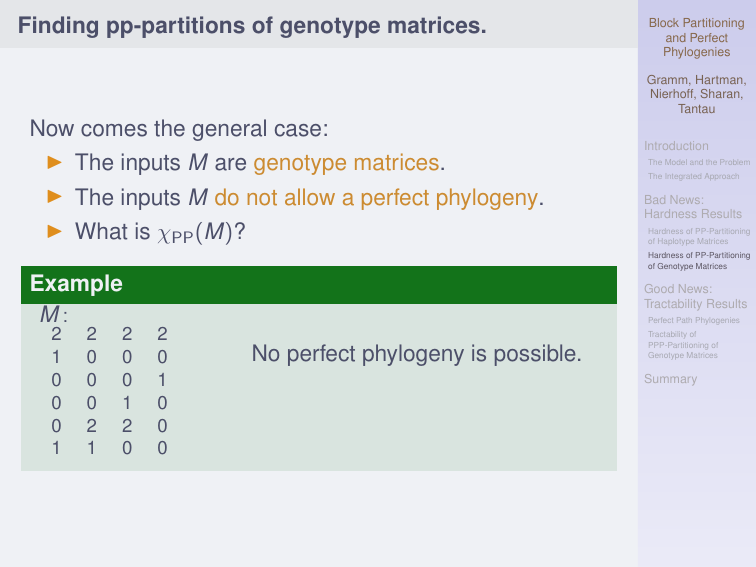 Finding pp-partitions of genotype matrices.
Now comes the general case:
▶ The inputs M are genotype matrices.
▶ The inputs M do not allow a perfect phylogeny.
▶ What is χPP(M)?
Example
M:
2 2 2 2
1 0 0 0
0 0 0 1
0 0 1 0
0 2 2 0
1 1 0 0
No perfect phylogeny is possible.
Block Partitioning
and Perfect
Phylogenies
Gramm, Hartman,
Nierhoff, Sharan,
Tantau
Introduction
The Model and the Problem
The Integrated Approach
Bad News:
Hardness Results
Hardness of PP-Partitioning
of Haplotype Matrices
Hardness of PP-Partitioning
of Genotype Matrices
Good News:
Tractability Results
Perfect Path Phylogenies
Tractability of
PPP-Partitioning of
Genotype Matrices
Summary